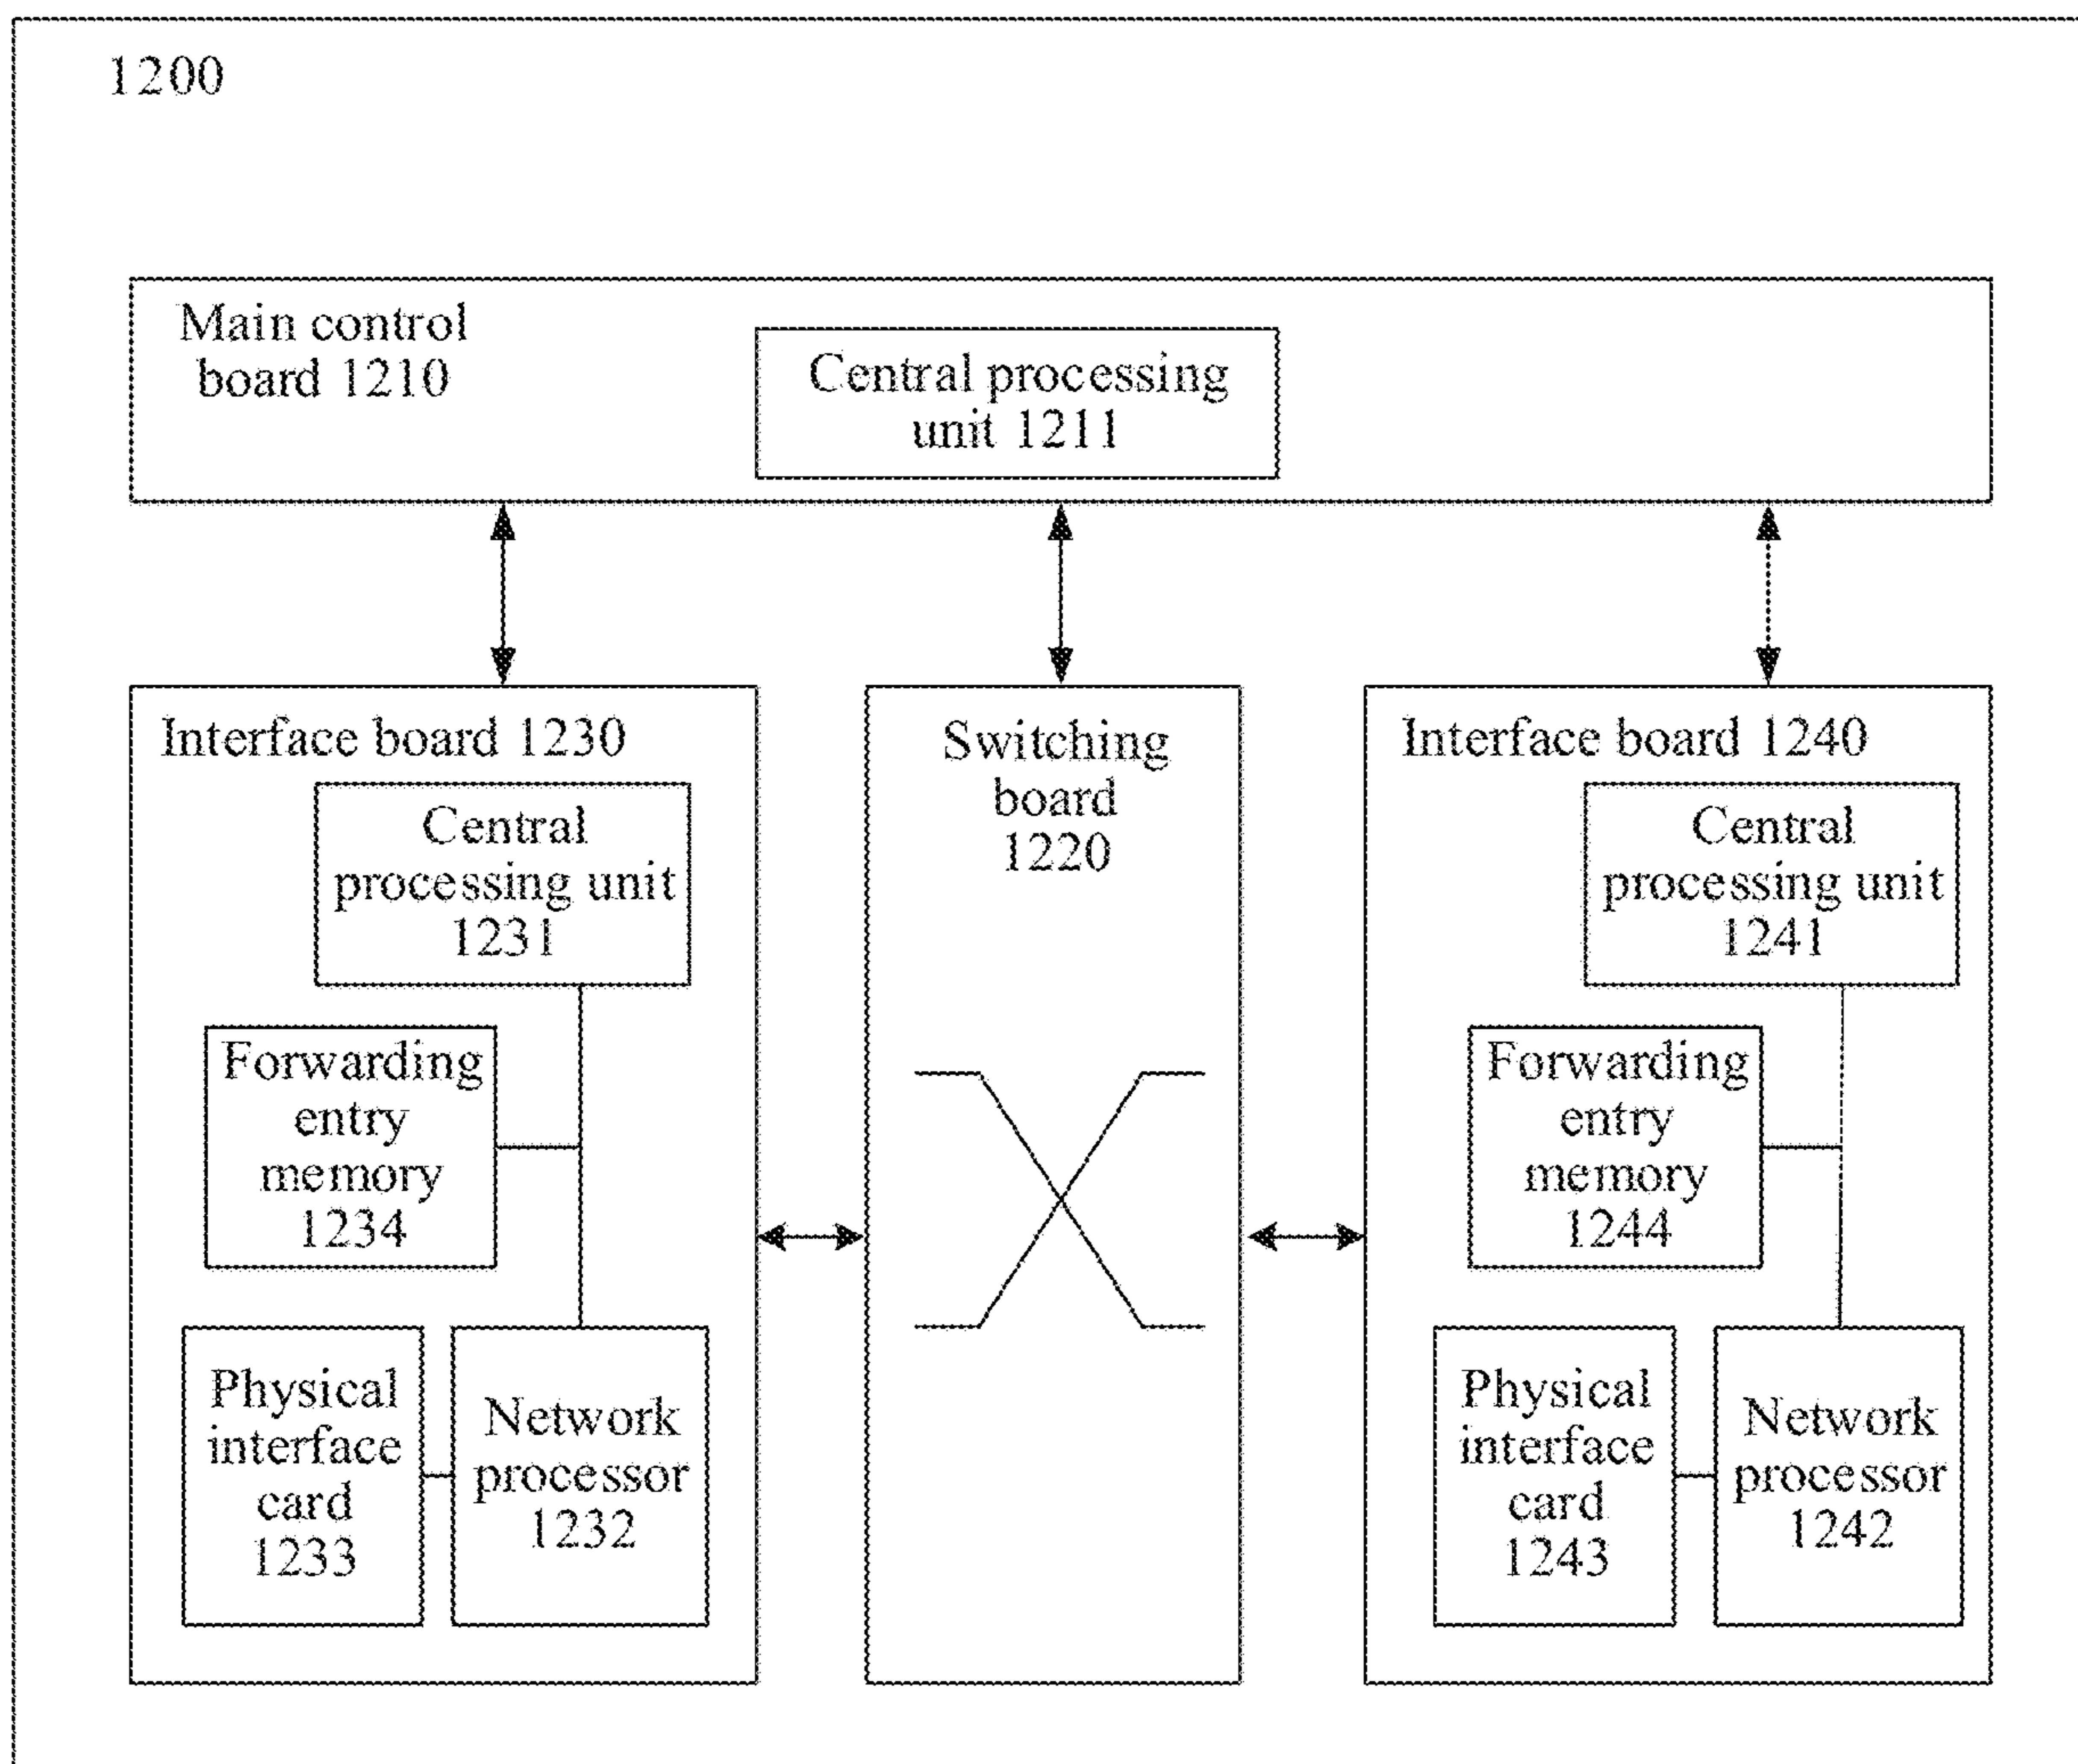 1200
Main control
board 1210
Central processing
unit 1211
Interface board 1230
Central
processing unit
1231
Forwarding
entry
memory
1234
Physical
interface
card
1233
Network
processor
1232
Switching
board
1220
Interface board 1240
Central
processing unit
1241
Forwarding
entry
memory
1244
Physical
interface
card
1243
Network
processor
1242